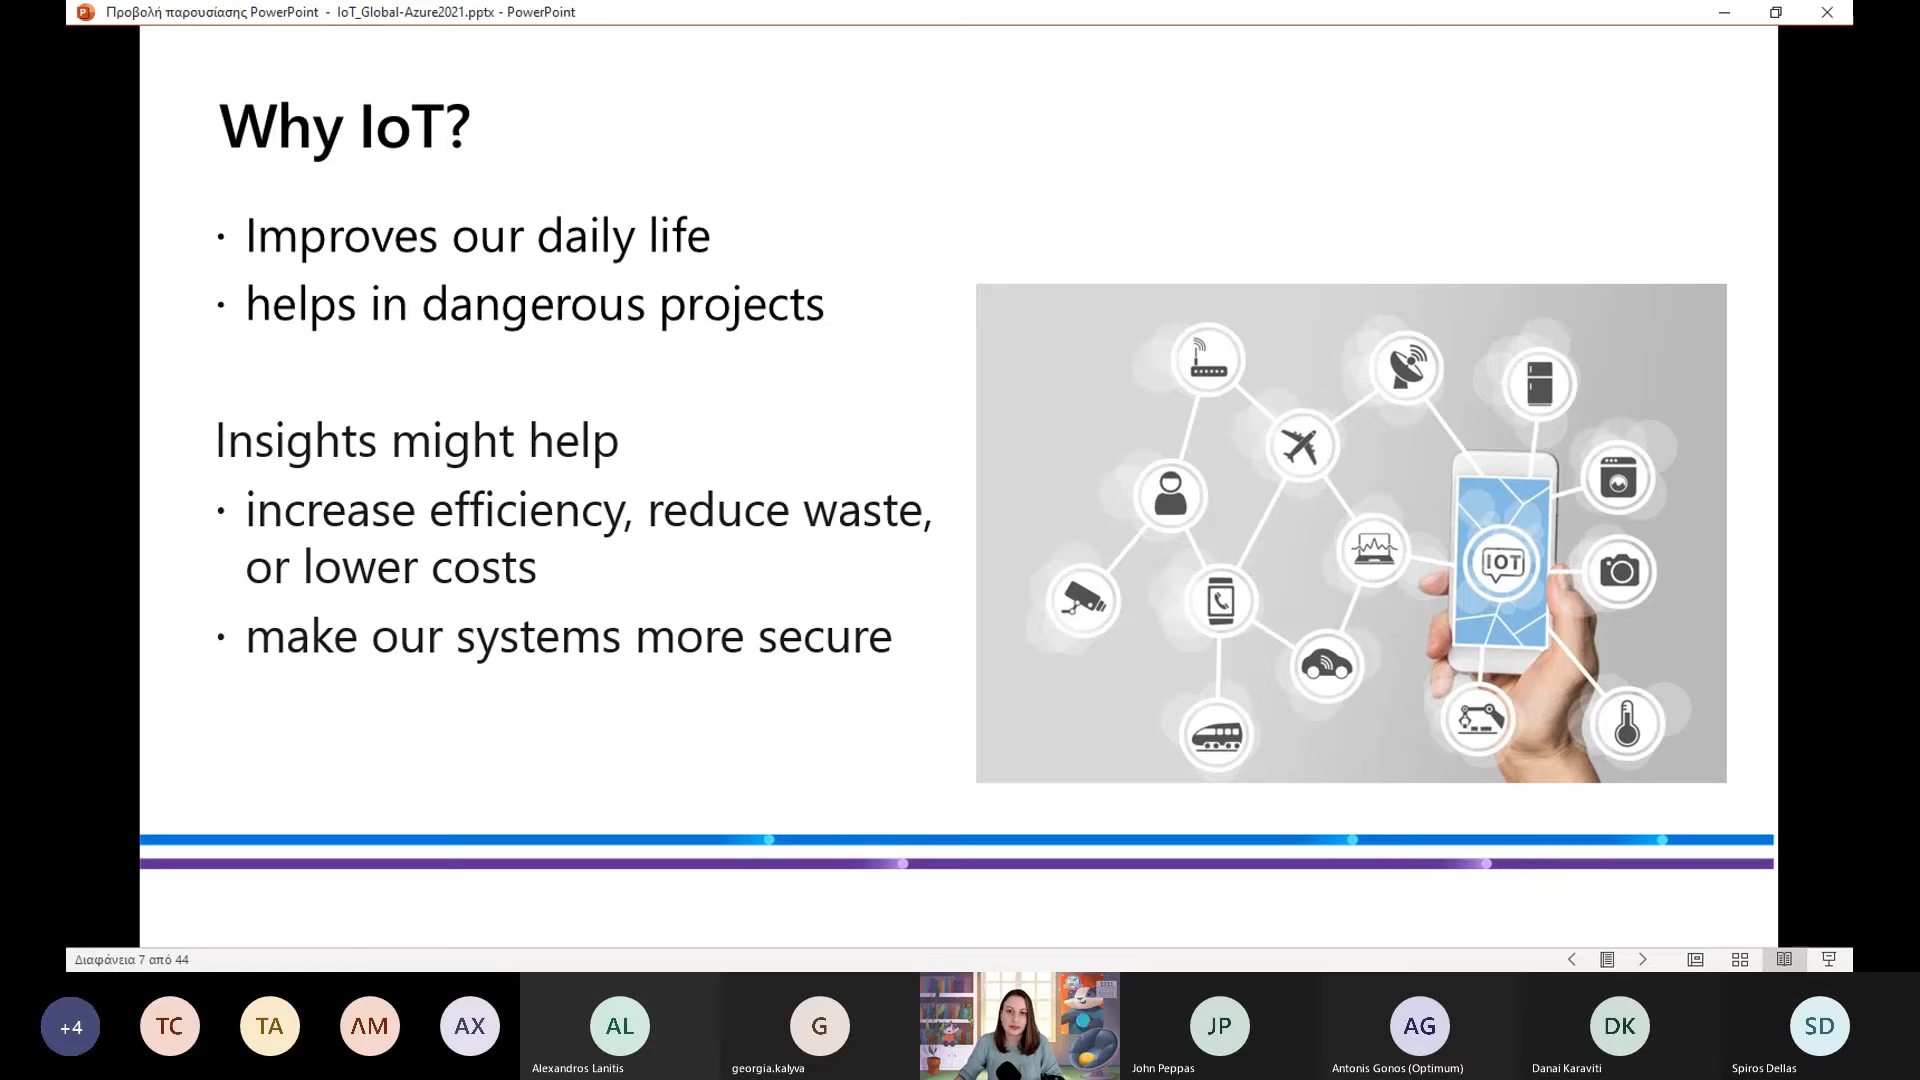 Προβολή παρουσίασης PowerPoint - IoT_Global-Azure2021.pptx - PowerPoint
Why IoT?
· Improves our daily life
· helps in dangerous projects
Insights might help
· increase efficiency, reduce waste,
or lower costs
· make our systems more secure
IOT
Διαφάνεια 7 από 44
+4
TC
TA
ΛΜ
AX
AL
G
JP
AG
DK
SD
Alexandros Lanitis
georgia.kalyva
John Peppas
Antonis Gonos (Optimum)
Danai Karaviti
Spiros Dellas